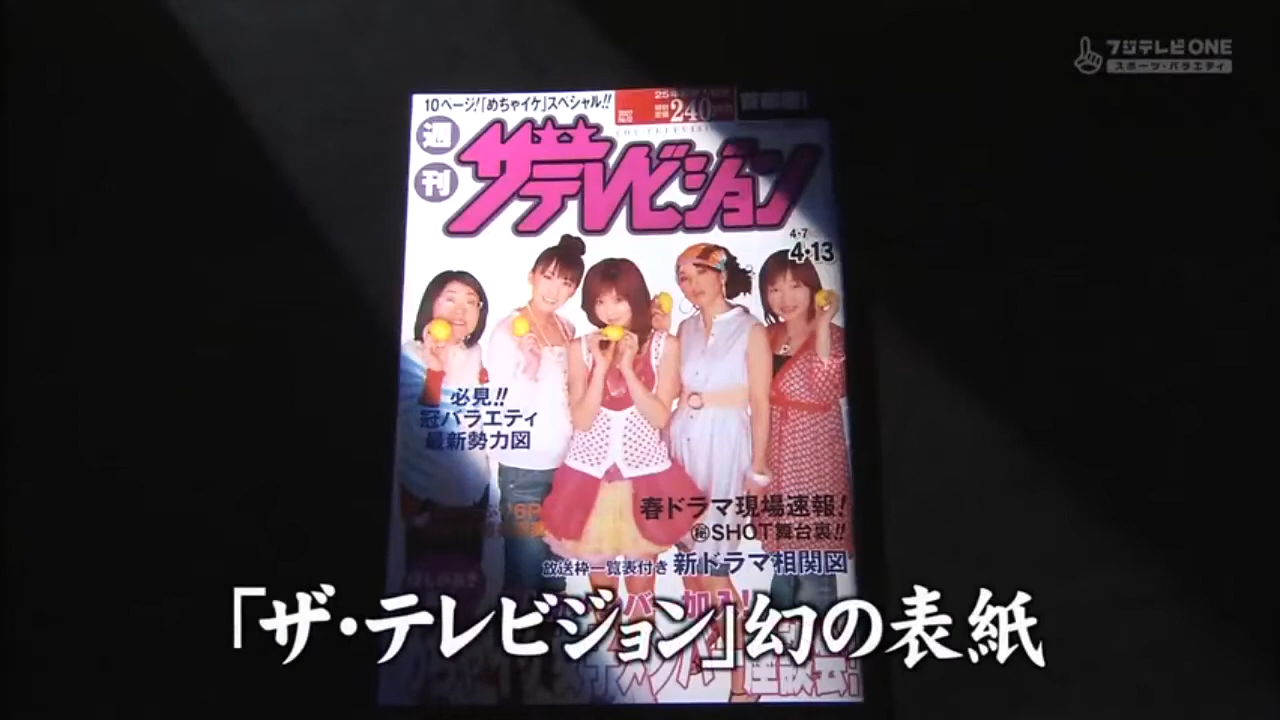 フジテレビONE
スポーツ・バラエティ
10ページ!「めちゃイケ」スペシャル!!
240
週刊
ザテレビジョン
4・7
4・13
必見!!
冠バラエティ
最新勢力図
春ドラマ現場速報!
㊙SHOT舞台裏!!
放送枠一覧表付き 新ドラマ相関図
「ザ・テレビジョン」幻の表紙